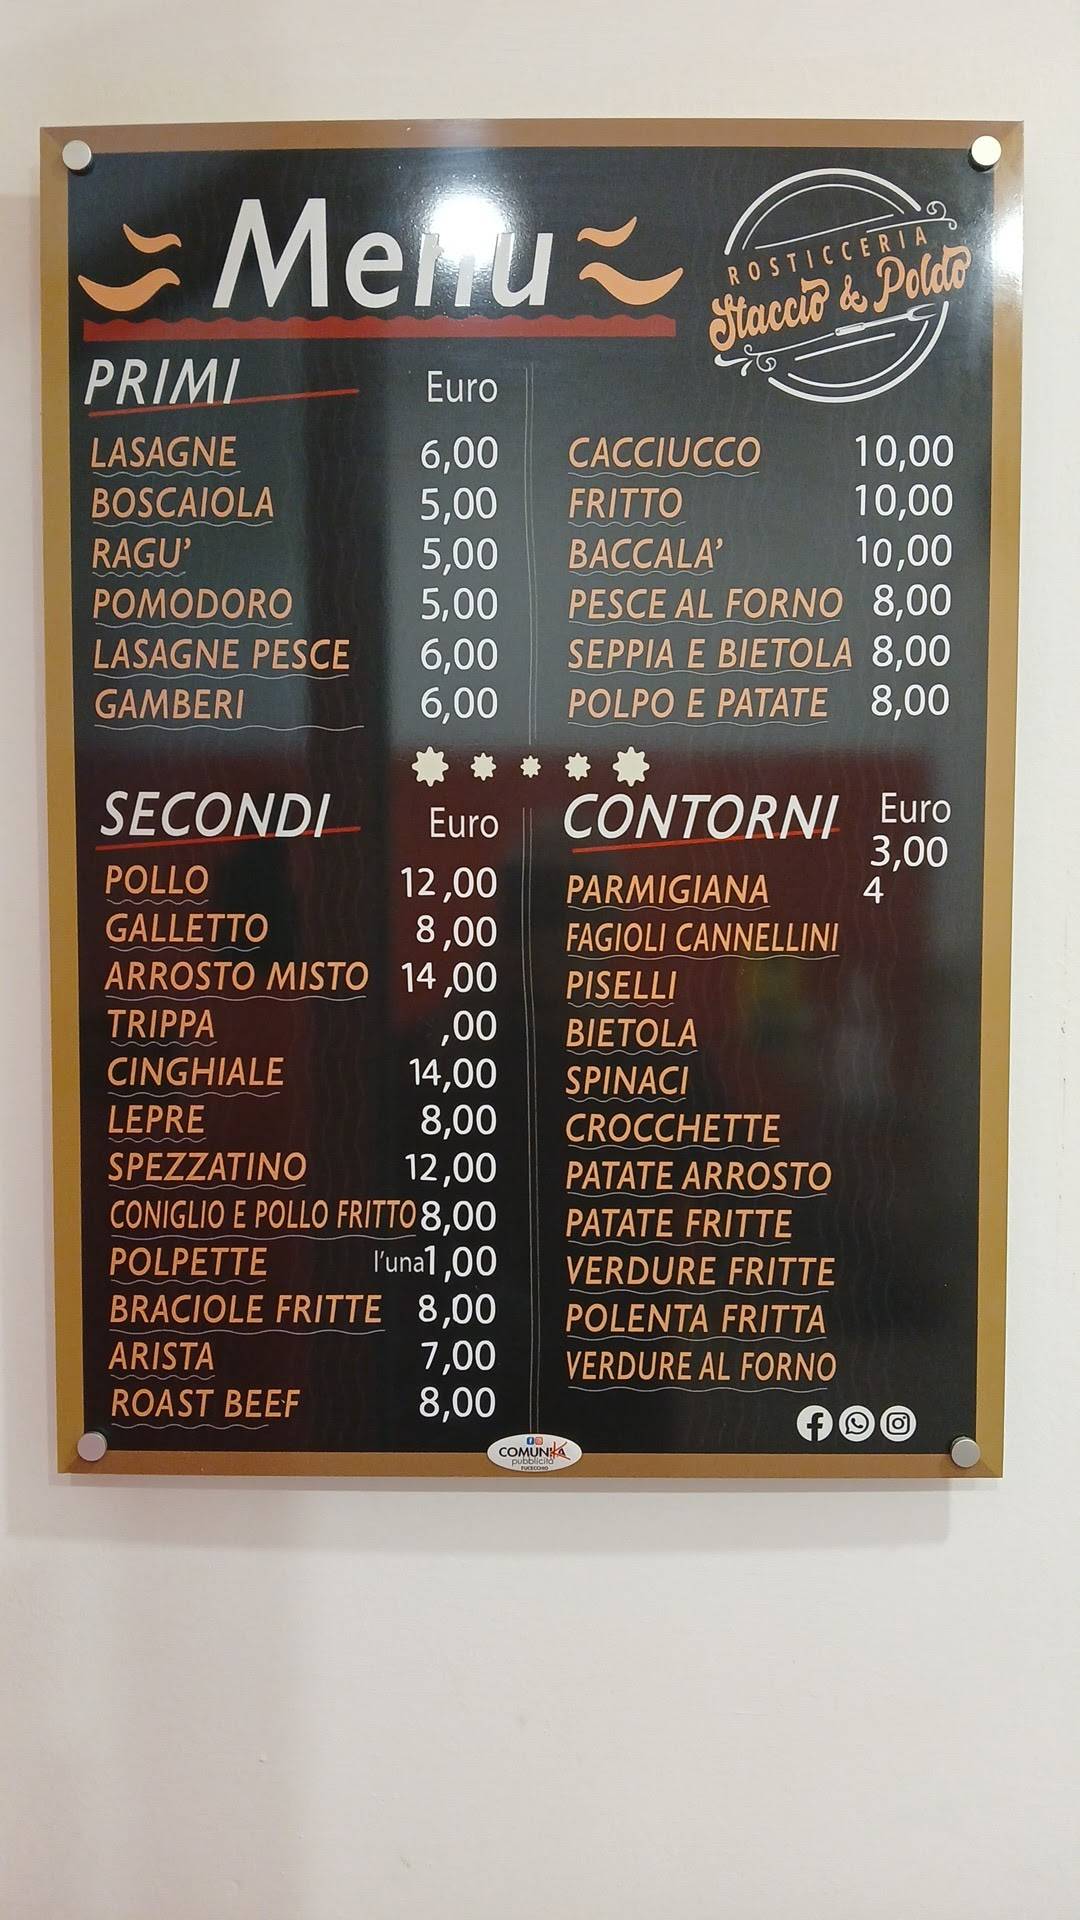 Menu
ROSTICCERIA
Staccio & Poldo
PRIMI Euro
LASAGNE 6,00
BOSCAIOLA 5,00
RAGU' 5,00
POMODORO 5,00
LASAGNE PESCE 6,00
GAMBERI 6,00
CACCIUCCO 10,00
FRITTO 10,00
BACCALA' 10,00
PESCE AL FORNO 8,00
SEPPIA E BIETOLA 8,00
POLPO E PATATE 8,00
SECONDI Euro
POLLO 12,00
GALLETTO 8,00
ARROSTO MISTO 14,00
TRIPPA ,00
CINGHIALE 14,00
LEPRE 8,00
SPEZZATINO 12,00
CONIGLIO E POLLO FRITTO 8,00
POLPETTE l'una 1,00
BRACIOLE FRITTE 8,00
ARISTA 7,00
ROAST BEEF 8,00
CONTORNI Euro
3,00
PARMIGIANA 4
FAGIOLI CANNELLINI
PISELLI
BIETOLA
SPINACI
CROCCHETTE
PATATE ARROSTO
PATATE FRITTE
VERDURE FRITTE
POLENTA FRITTA
VERDURE AL FORNO
COMUNIKA
pubblicità
FUCECCHIO